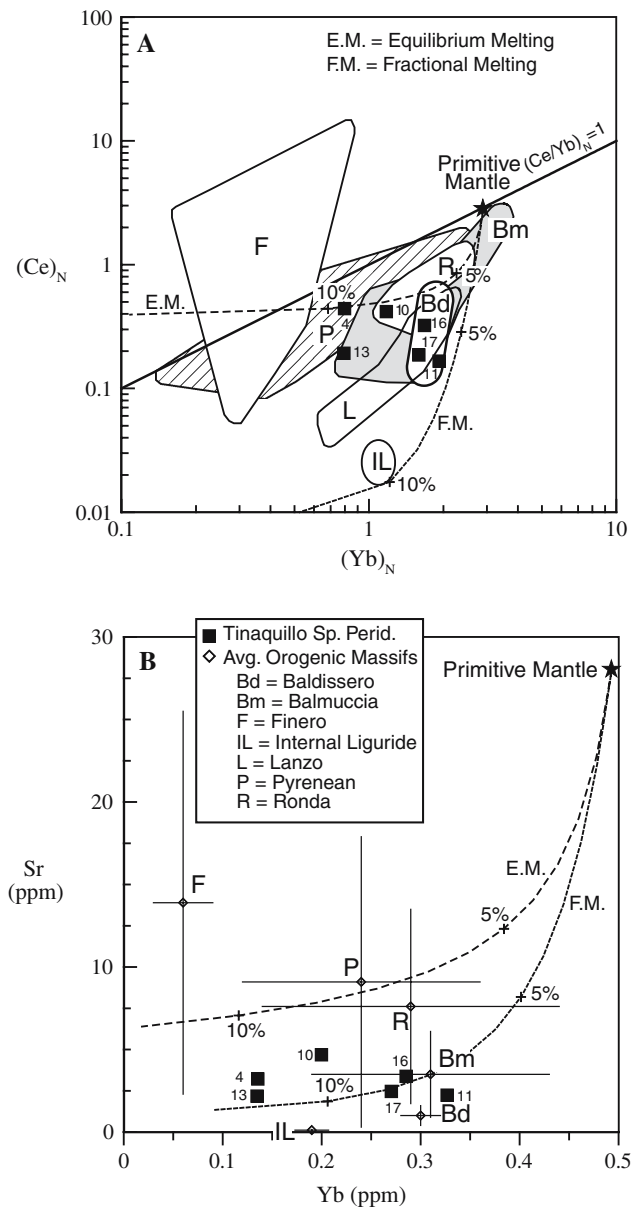 100
A
E.M. = Equilibrium Melting
F.M. = Fractional Melting
10
(Ce/Yb)N=1
Primitive
Mantle
Bm
F
(Ce)N
1
R
E.M.
10%
5%
Bd
P
4
10
16
5%
13
17
11
0.1
L
F.M.
IL
10%
0.01
0.1
1
10
(Yb)N
30
B
Tinaquillo Sp. Perid.
Avg. Orogenic Massifs
Bd = Baldissero
Bm = Balmuccia
F = Finero
IL = Internal Liguride
L = Lanzo
P = Pyrenean
R = Ronda
Primitive Mantle
20
Sr
(ppm)
F
E.M.
F.M.
5%
P
10
5%
R
10%
10
16
Bm
4
13
10%
17
11
Bd
IL
0
0
0.1
0.2
0.3
0.4
0.5
Yb (ppm)